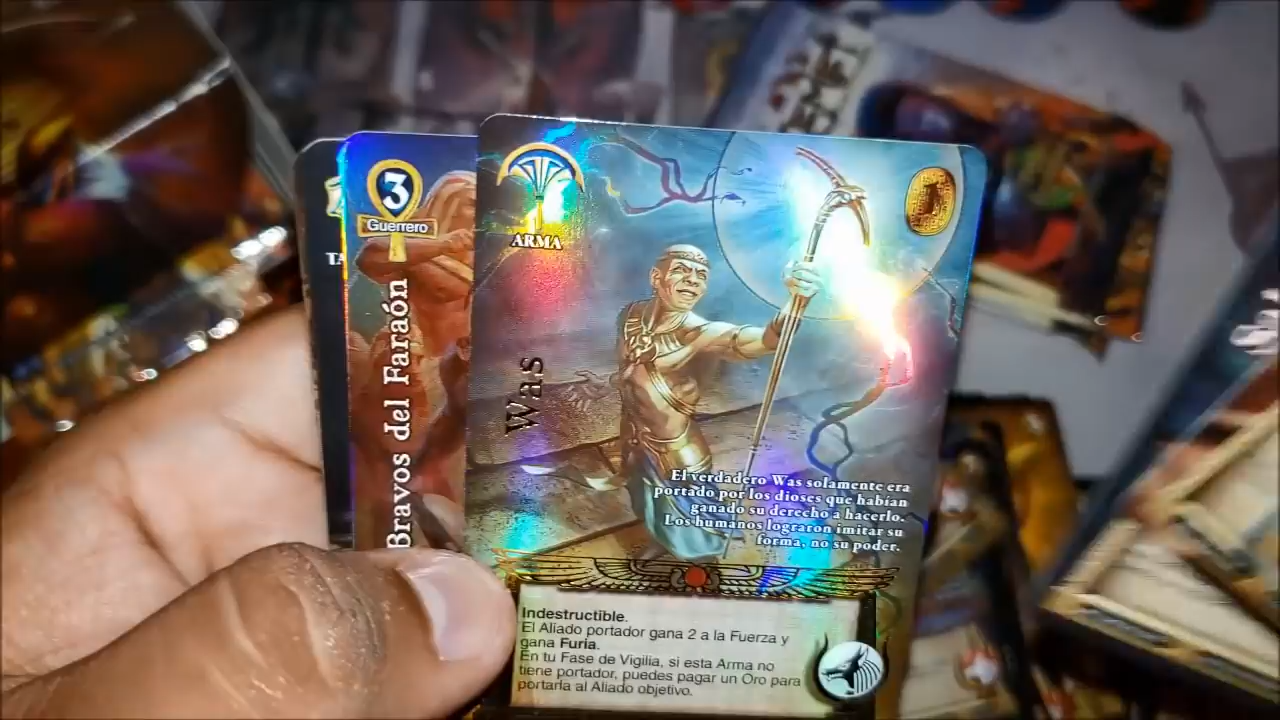 TA
3
Guerrero
Bravos del Faraón
1
ARMA
Was
El verdadero Was solamente era
portado por los dioses que habían
ganado su derecho a hacerlo.
Los humanos lograron imitar su
forma, no su poder.
Indestructible.
El Aliado portador gana 2 a la Fuerza y
gana Furia.
En tu Fase de Vigilia, si esta Arma no
tiene portador, puedes pagar un Oro para
portarla al Aliado objetivo.